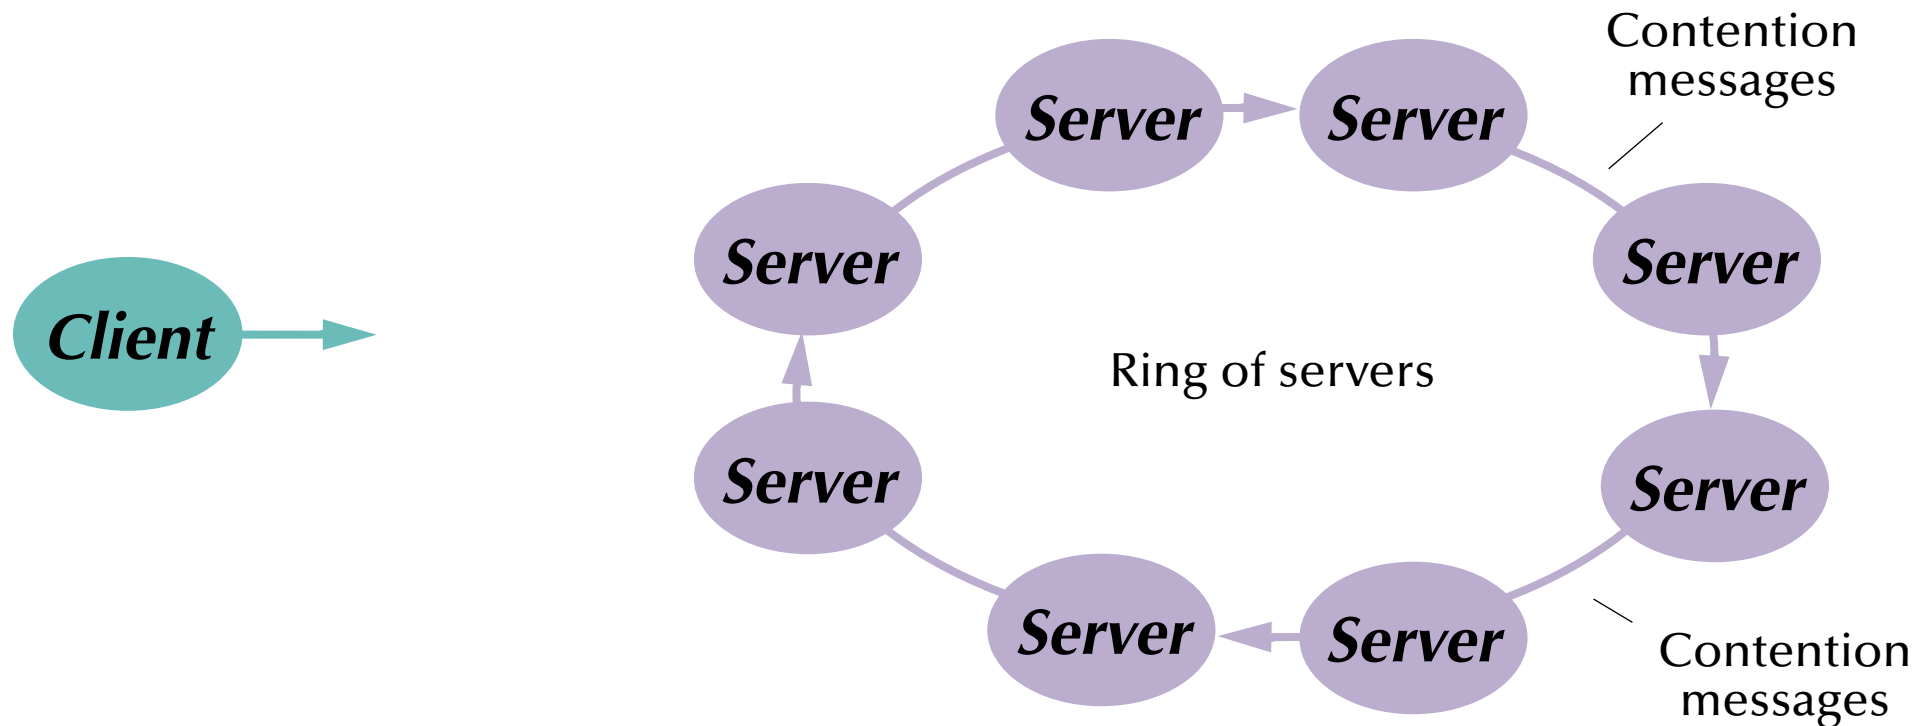 Contention
messages
Server
Server
Server
Server
Client
Ring of servers
Server
Server
Server
Server
Contention
messages